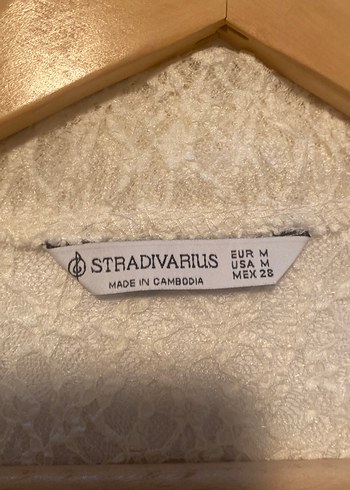 STRADIVARIUS
MADE IN CAMBODIA
EUR M
USA M
MEX 28